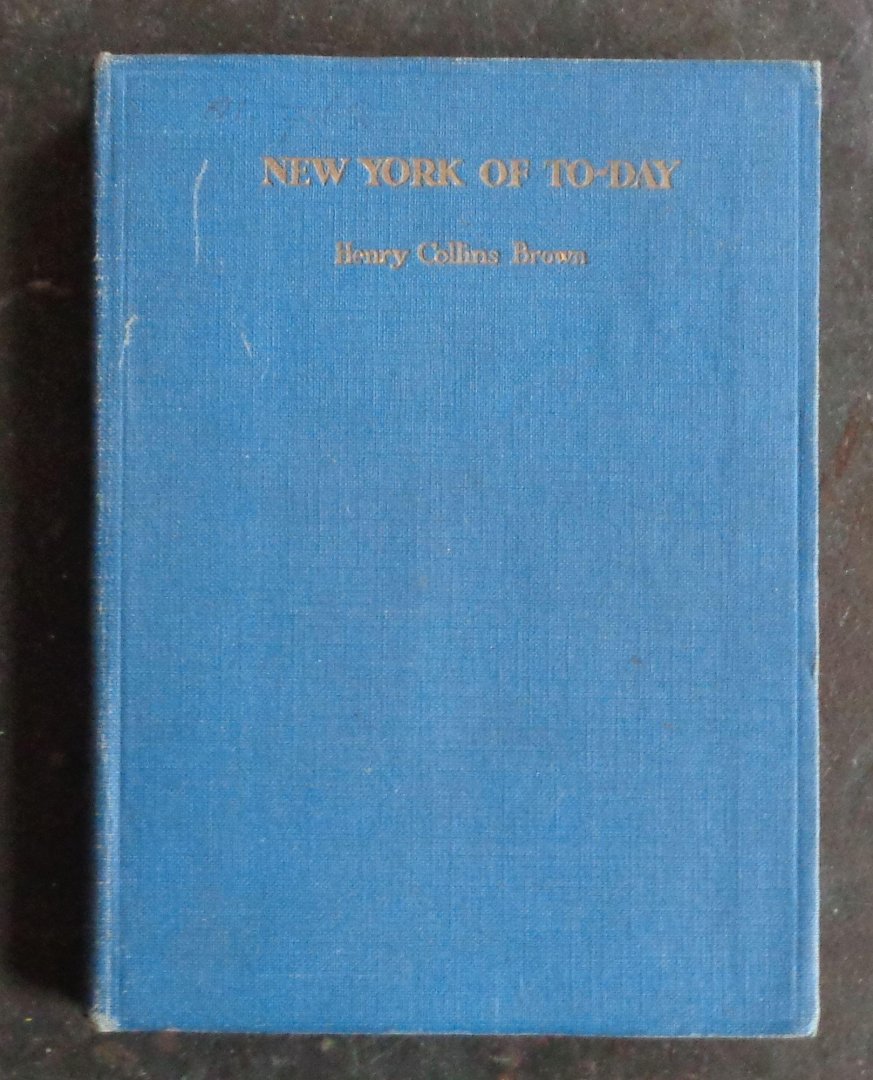 NEW YORK OF TO-DAY
Henry Collins Brown